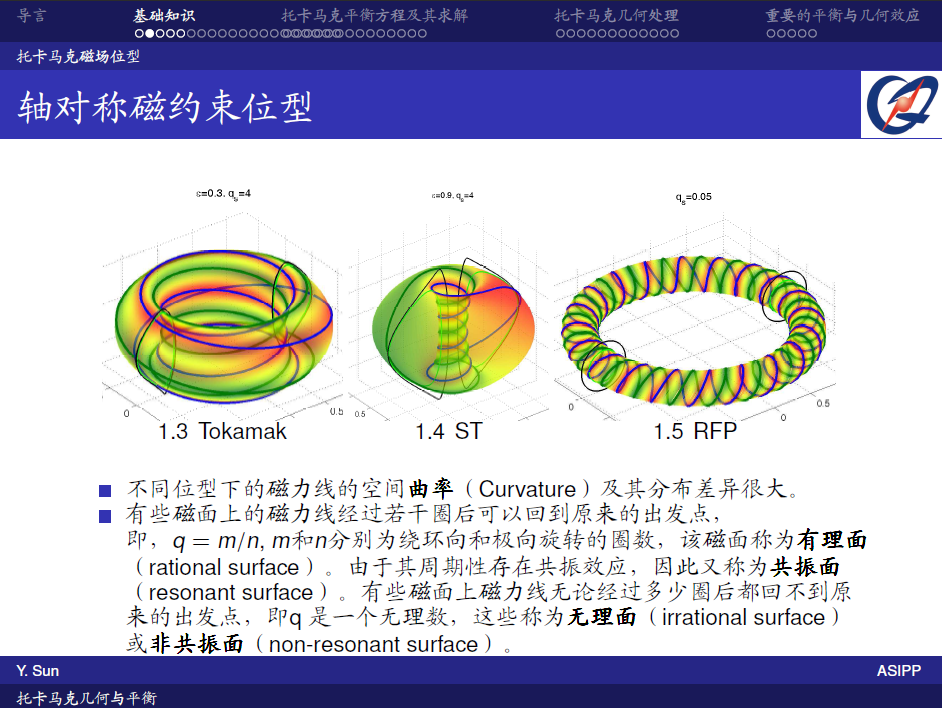 导言 基础知识 托卡马克平衡方程及其求解 托卡马克几何处理 重要的平衡与几何效应
托卡马克磁场位型
轴对称磁约束位型
ε=0.3. qs=4
ε=0.9. qs=4
qs=0.05
0 0.5
0.5
0 0 0.5
1.3 Tokamak
1.4 ST
1.5 RFP
不同位型下的磁力线的空间曲率（Curvature）及其分布差异很大。
有些磁面上的磁力线经过若干圈后可以回到原来的出发点，
即，q = m/n, m和n分别为绕环向和极向旋转的圈数，该磁面称为有理面
（rational surface）。由于其周期性存在共振效应，因此又称为共振面
（resonant surface）。有些磁面上磁力线无论经过多少圈后都回不到原
来的出发点，即q 是一个无理数，这些称为无理面（irrational surface）
或非共振面（non-resonant surface）。
Y. Sun ASIPP
托卡马克几何与平衡